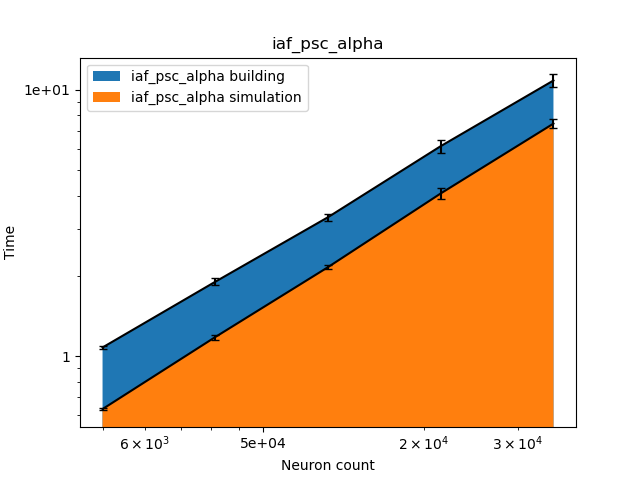 iaf_psc_alpha
iaf_psc_alpha building
iaf_psc_alpha simulation
1e+01
1
Time
6 × 10³
5e+04
2 × 10⁴
3 × 10⁴
Neuron count